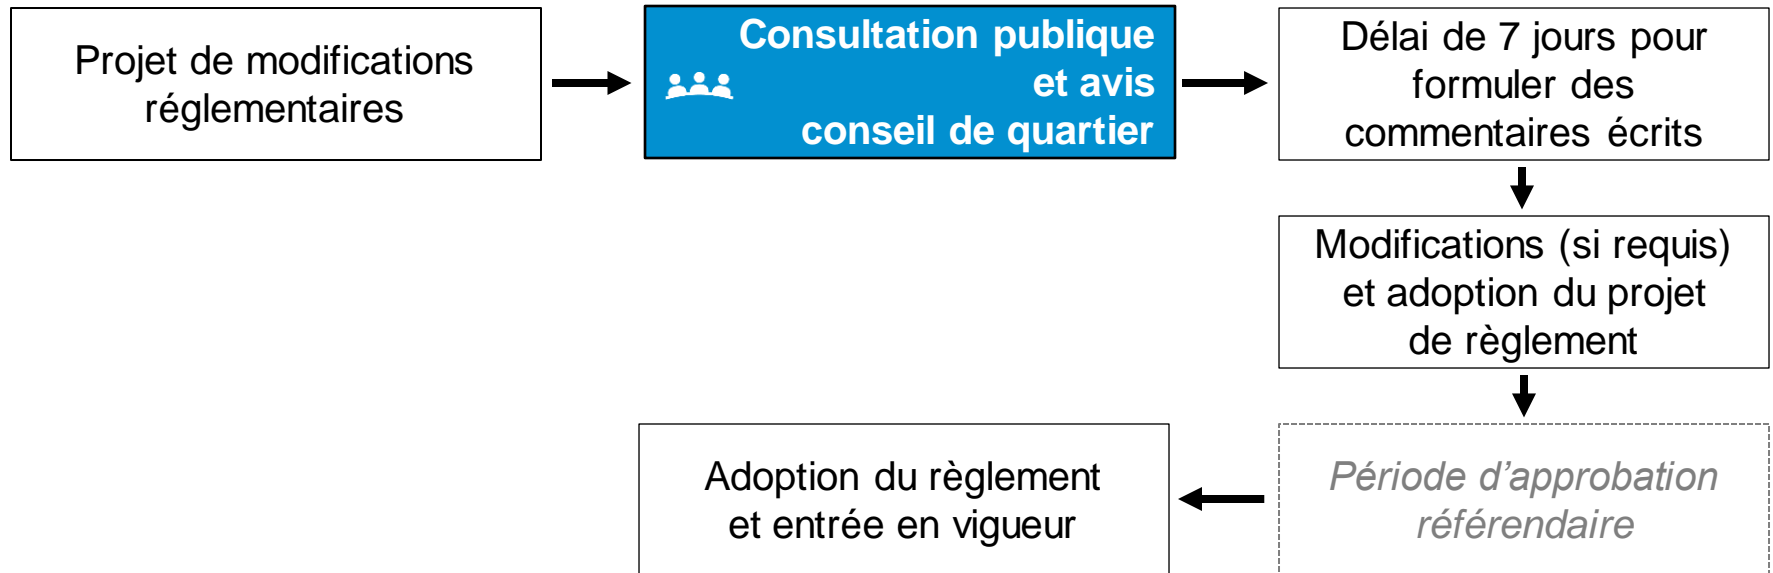 Projet de modifications
réglementaires
Consultation publique
et avis
conseil de quartier
Délai de 7 jours pour
formuler des
commentaires écrits
Modifications (si requis)
et adoption du projet
de règlement
Période d’approbation
référendaire
Adoption du règlement
et entrée en vigueur